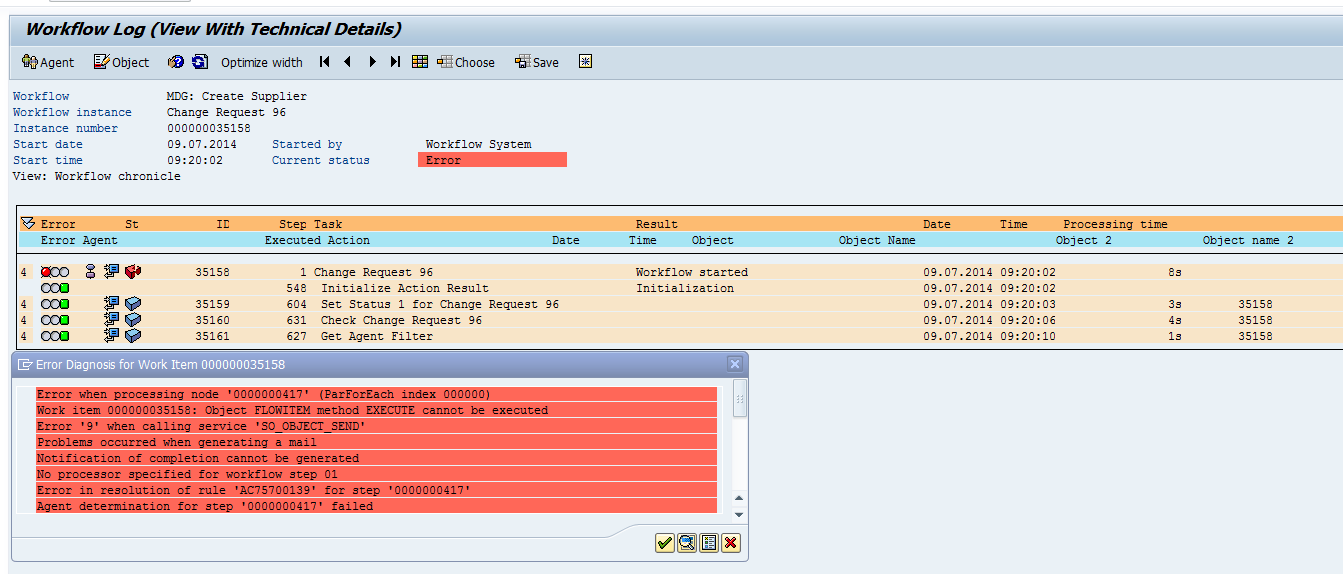 Workflow Log (View With Technical Details)
Agent Object Optimize width Choose Save
Workflow MDG: Create Supplier
Workflow instance Change Request 96
Instance number 000000035158
Start date 09.07.2014 Started by Workflow System
Start time 09:20:02 Current status Error
View: Workflow chronicle
Error St ID Step Task Result Date Time Processing time
Error Agent Executed Action Date Time Object Object Name Object 2 Object name 2
4 35158 1 Change Request 96 Workflow started 09.07.2014 09:20:02 8s
548 Initialize Action Result Initialization 09.07.2014 09:20:02
4 35159 604 Set Status 1 for Change Request 96 09.07.2014 09:20:03 3s 35158
4 35160 631 Check Change Request 96 09.07.2014 09:20:06 4s 35158
4 35161 627 Get Agent Filter 09.07.2014 09:20:10 1s 35158
Error Diagnosis for Work Item 000000035158
Error when processing node '0000000417' (ParForEach index 000000)
Work item 000000035158: Object FLOWITEM method EXECUTE cannot be executed
Error '9' when calling service 'SO_OBJECT_SEND'
Problems occurred when generating a mail
Notification of completion cannot be generated
No processor specified for workflow step 01
Error in resolution of rule 'AC75700139' for step '0000000417'
Agent determination for step '0000000417' failed